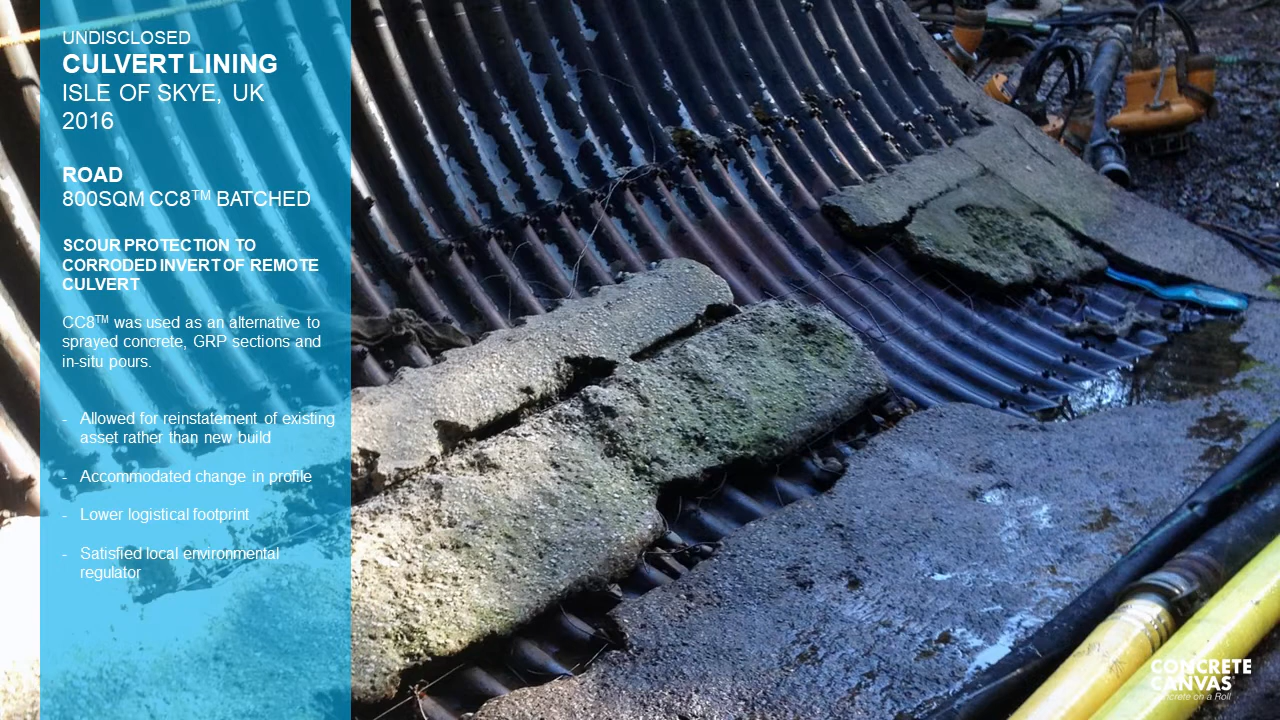 UNDISCLOSED
CULVERT LINING
ISLE OF SKYE, UK
2016
ROAD
800SQM CC8TM BATCHED
SCOUR PROTECTION TO
CORRODED INVERT OF REMOTE
CULVERT
CC8TM was used as an alternative to
sprayed concrete, GRP sections and
in-situ pours.
- Allowed for reinstatement of existing
asset rather than new build
- Accommodated change in profile
- Lower logistical footprint
- Satisfied local environmental
regulator
CONCRETE
CANVAS®
Concrete on a Roll